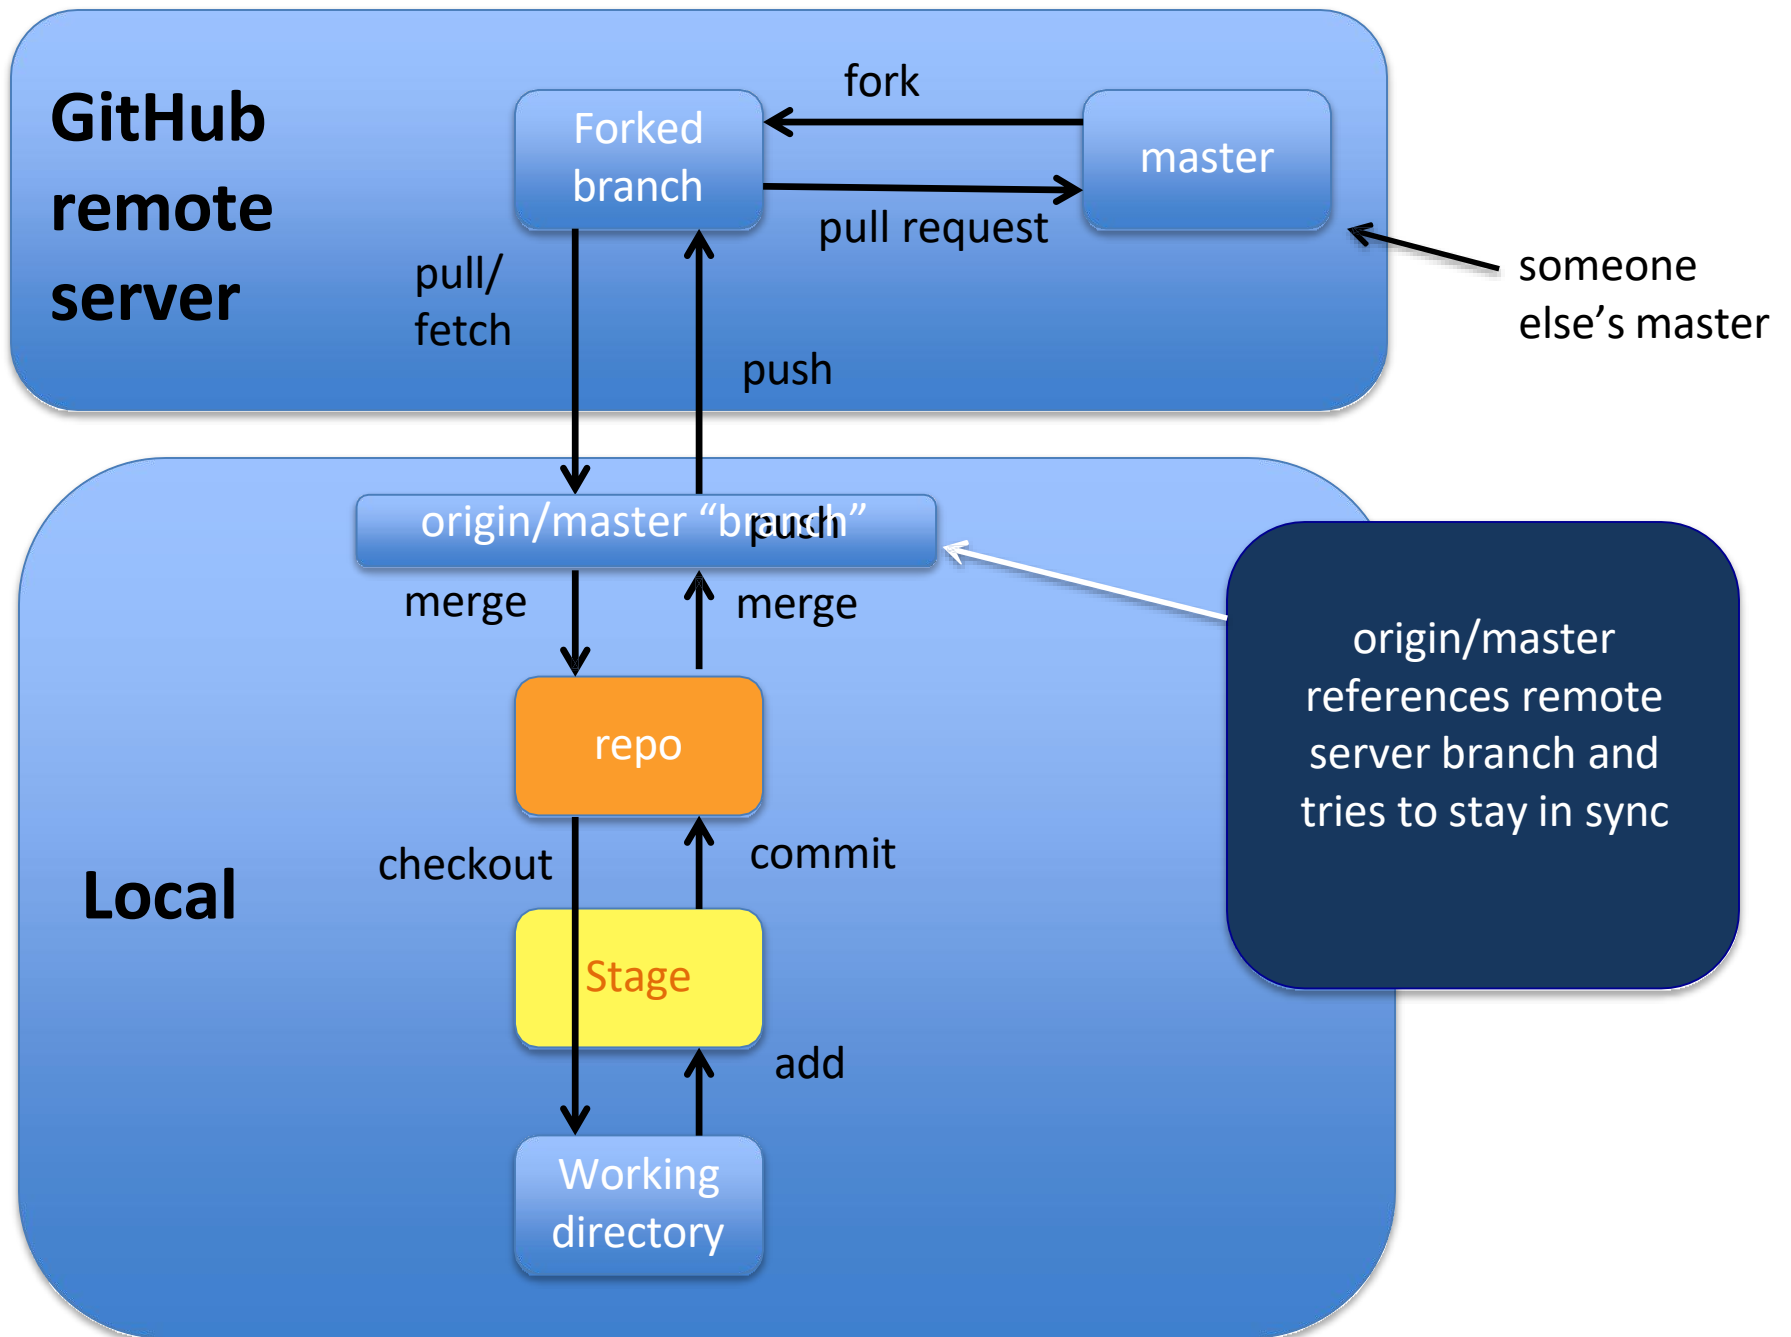 GitHub
remote
server
fork
Forked
branch
master
pull request
someone
else’s master
pull/
fetch
push
origin/master “branch”
push
merge
merge
repo
origin/master
references remote
server branch and
tries to stay in sync
checkout
commit
Local
Stage
add
Working
directory